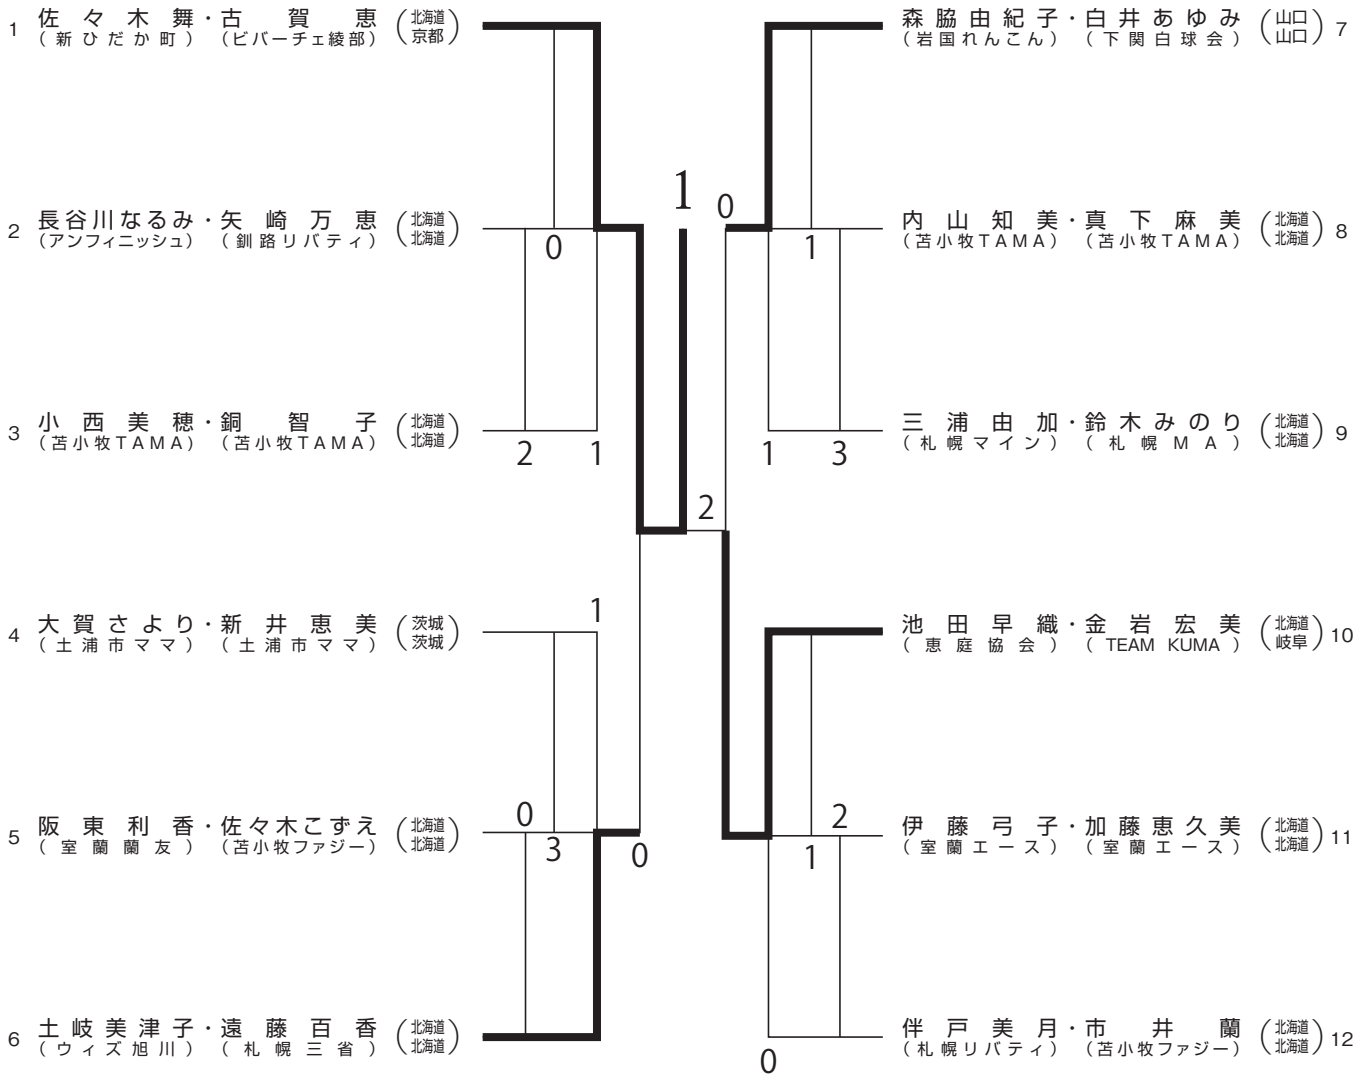 1 佐々木舞・古賀恵 (北海道 京都)
(新ひだか町) (ビバーチェ綾部)
2 長谷川なるみ・矢崎万恵 (北海道 北海道)
(アンフィニッシュ) (釧路リバティ)
0
3 小西美穂・銅智子 (北海道 北海道)
(苫小牧TAMA) (苫小牧TAMA)
2 1
4 大賀さより・新井恵美 (茨城 茨城)
(土浦市ママ) (土浦市ママ)
1
5 阪東利香・佐々木こずえ (北海道 北海道)
(室蘭蘭友) (苫小牧ファジー)
0
3
0
6 土岐美津子・遠藤百香 (北海道 北海道)
(ウィズ旭川) (札幌三省)
1
2
0
森脇由紀子・白井あゆみ (山口 山口) 7
(岩国れんこん) (下関白球会)
内山知美・真下麻美 (北海道 北海道) 8
(苫小牧TAMA) (苫小牧TAMA)
1
三浦由加・鈴木みのり (北海道 北海道) 9
(札幌マイン) (札幌MA)
1 3
池田早織・金岩宏美 (北海道 岐阜) 10
(恵庭協会) (TEAM KUMA)
2
伊藤弓子・加藤恵久美 (北海道 北海道) 11
(室蘭エース) (室蘭エース)
1
伴戸美月・市井蘭 (北海道 北海道) 12
(札幌リバティ) (苫小牧ファジー)
0